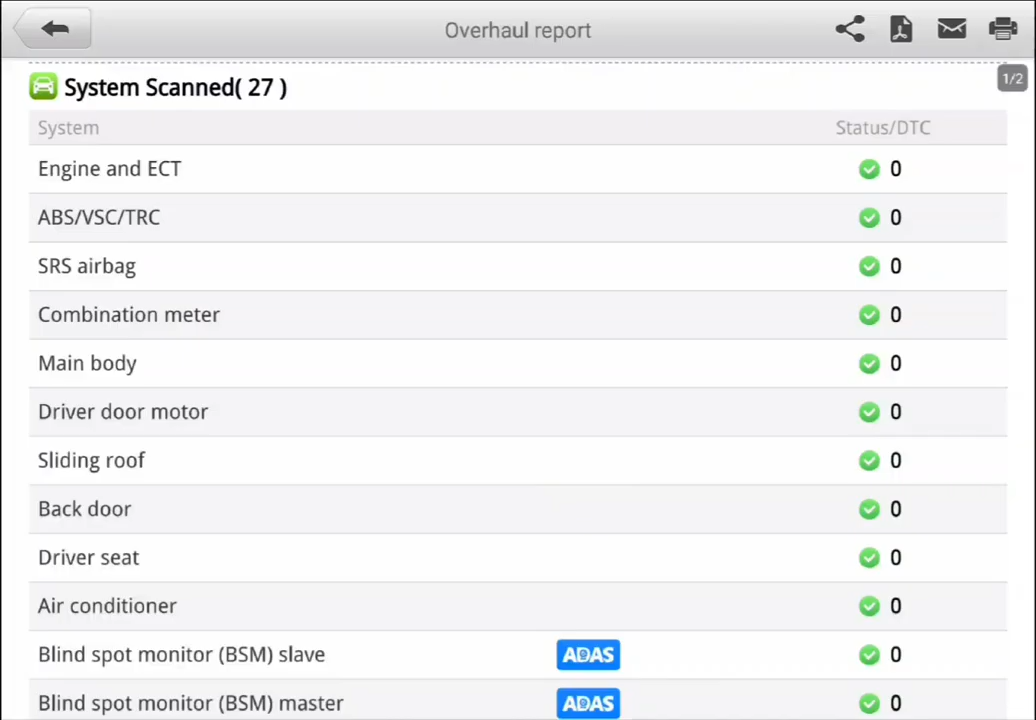 Overhaul report
System Scanned( 27 )
1/2
System Status/DTC
Engine and ECT 0
ABS/VSC/TRC 0
SRS airbag 0
Combination meter 0
Main body 0
Driver door motor 0
Sliding roof 0
Back door 0
Driver seat 0
Air conditioner 0
Blind spot monitor (BSM) slave ADAS 0
Blind spot monitor (BSM) master ADAS 0